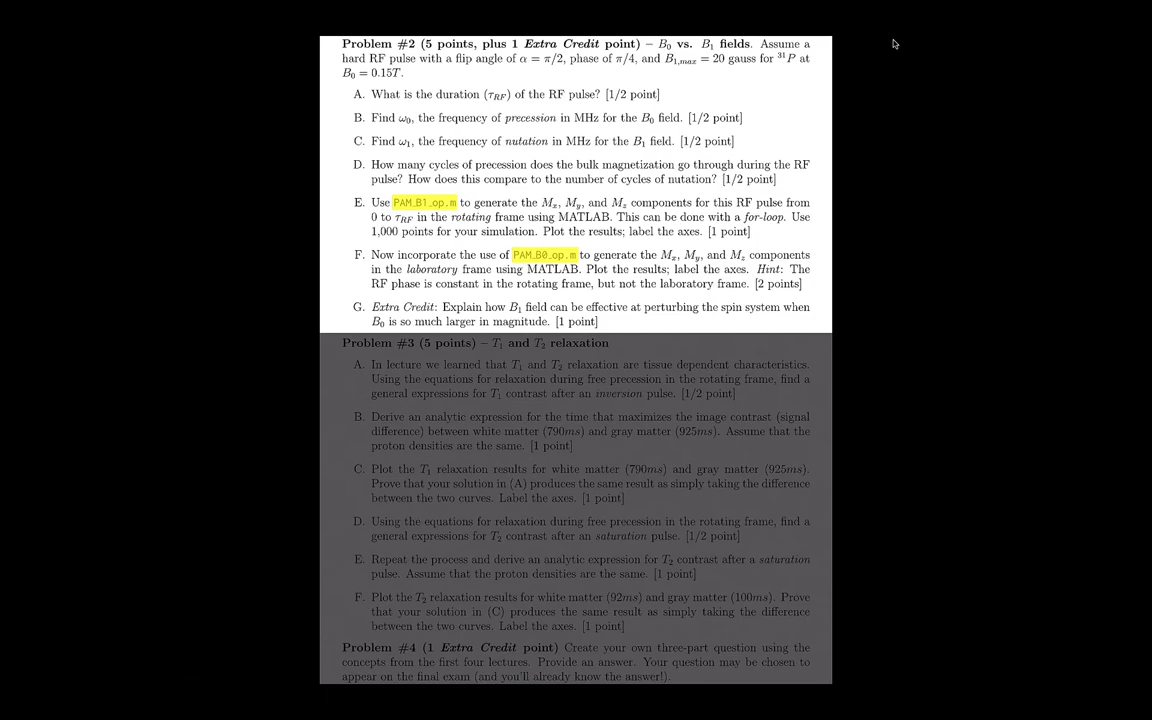 Problem #2 (5 points, plus 1 Extra Credit point) – B₀ vs. B₁ fields. Assume a
hard RF pulse with a flip angle of α = π/2, phase of π/4, and B₁,ₘₐₓ = 20 gauss for ³¹P at
B₀ = 0.15T.
A. What is the duration (τ_RF) of the RF pulse? [1/2 point]
B. Find ω₀, the frequency of precession in MHz for the B₀ field. [1/2 point]
C. Find ω₁, the frequency of nutation in MHz for the B₁ field. [1/2 point]
D. How many cycles of precession does the bulk magnetization go through during the RF
pulse? How does this compare to the number of cycles of nutation? [1/2 point]
E. Use PAM_B1_op.m to generate the Mₓ, M_y, and M_z components for this RF pulse from
0 to τ_RF in the rotating frame using MATLAB. This can be done with a for-loop. Use
1,000 points for your simulation. Plot the results; label the axes. [1 point]
F. Now incorporate the use of PAM_B0_op.m to generate the Mₓ, M_y, and M_z components
in the laboratory frame using MATLAB. Plot the results; label the axes. Hint: The
RF phase is constant in the rotating frame, but not the laboratory frame. [2 points]
G. Extra Credit: Explain how B₁ field can be effective at perturbing the spin system when
B₀ is so much larger in magnitude. [1 point]
Problem #3 (5 points) – T₁ and T₂ relaxation
A. In lecture we learned that T₁ and T₂ relaxation are tissue dependent characteristics.
Using the equations for relaxation during free precession in the rotating frame, find a
general expressions for T₁ contrast after an inversion pulse. [1/2 point]
B. Derive an analytic expression for the time that maximizes the image contrast (signal
difference) between white matter (790ms) and gray matter (925ms). Assume that the
proton densities are the same. [1 point]
C. Plot the T₁ relaxation results for white matter (790ms) and gray matter (925ms).
Prove that your solution in (A) produces the same result as simply taking the difference
between the two curves. Label the axes. [1 point]
D. Using the equations for relaxation during free precession in the rotating frame, find a
general expressions for T₂ contrast after an saturation pulse. [1/2 point]
E. Repeat the process and derive an analytic expression for T₂ contrast after a saturation
pulse. Assume that the proton densities are the same. [1 point]
F. Plot the T₂ relaxation results for white matter (92ms) and gray matter (100ms). Prove
that your solution in (C) produces the same result as simply taking the difference
between the two curves. Label the axes. [1 point]
Problem #4 (1 Extra Credit point) Create your own three-part question using the
concepts from the first four lectures. Provide an answer. Your question may be chosen to
appear on the final exam (and you'll already know the answer!).